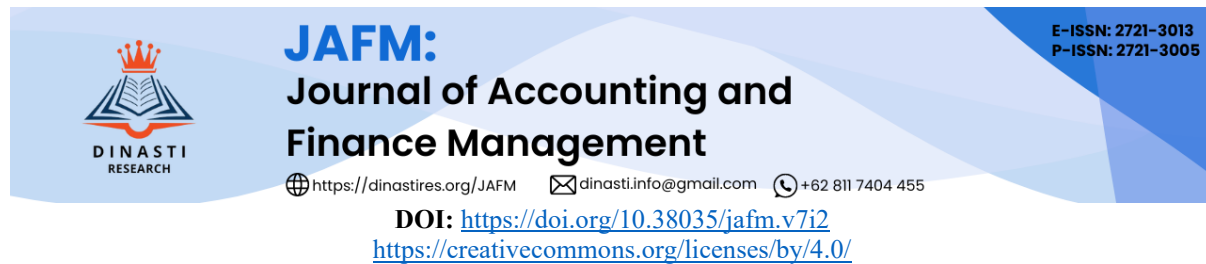 JAFM:
Journal of Accounting and
Finance Management
https://dinastires.org/JAFM dinasti.info@gmail.com +62 811 7404 455
E-ISSN: 2721-3013
P-ISSN: 2721-3005
DINASTI
RESEARCH
DOI: https://doi.org/10.38035/jafm.v7i2
https://creativecommons.org/licenses/by/4.0/